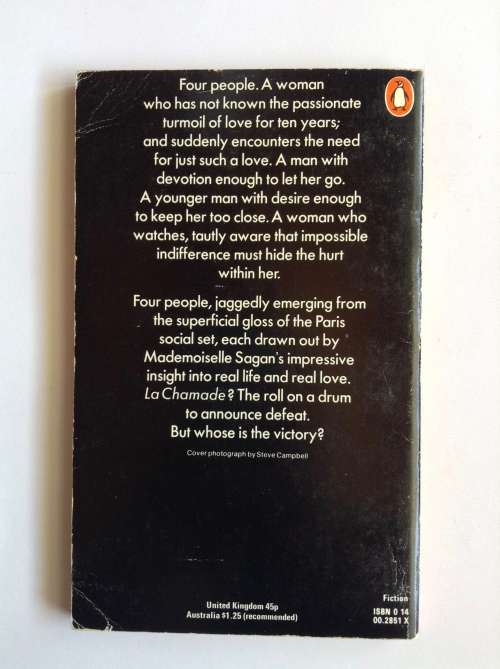 Four people. A woman
who has not known the passionate
turmoil of love for ten years;
and suddenly encounters the need
for just such a love. A man with
devotion enough to let her go.
A younger man with desire enough
to keep her too close. A woman who
watches, tautly aware that impossible
indifference must hide the hurt
within her.
Four people, jaggedly emerging from
the superficial gloss of the Paris
social set, each drawn out by
Mademoiselle Sagan's impressive
insight into real life and real love.
La Chamade? The roll on a drum
to announce defeat.
But whose is the victory?
Cover photograph by Steve Campbell
United Kingdom 45p
Australia $1.25 (recommended)
Fiction
ISBN 0 14
00.2851 X